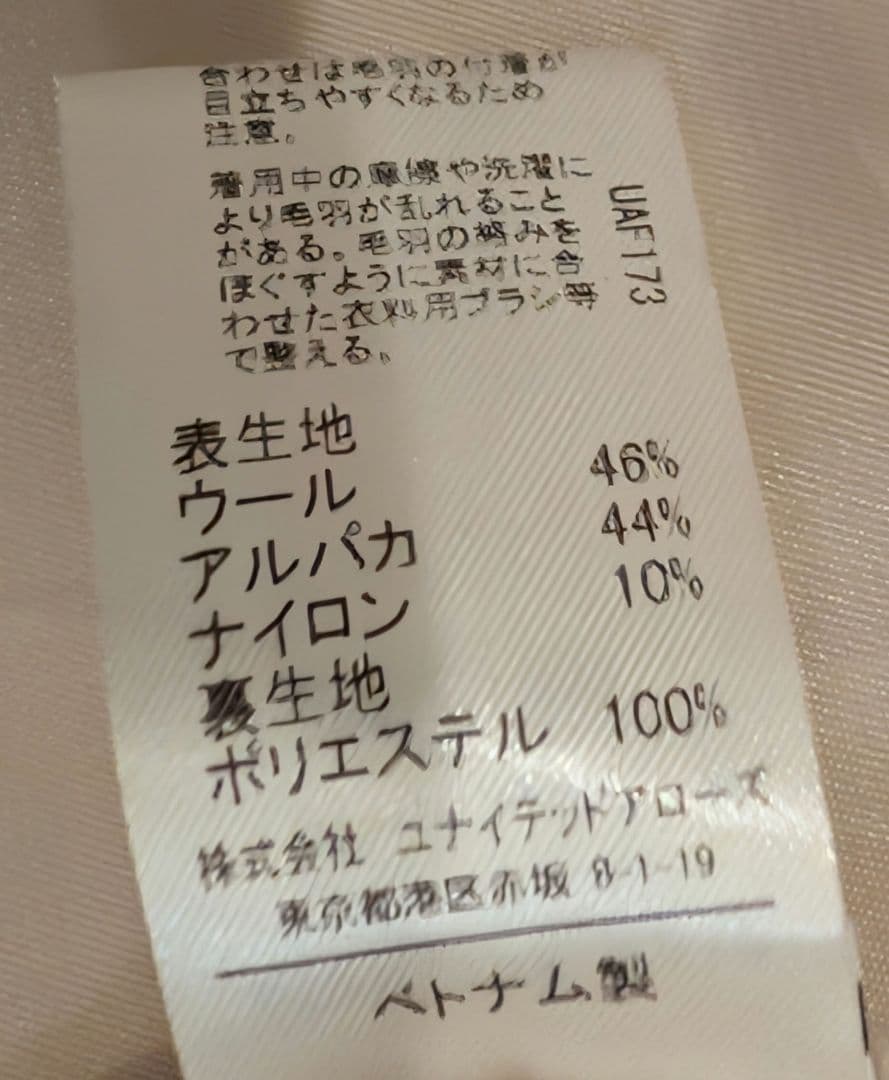 合わせは毛羽の付着が
目立ちやすくなるため
注意。
着用中の摩擦や洗濯に
より毛羽が乱れること
がある。毛羽の絡みを
ほぐすように素材に合
わせた衣料用ブラシ等
で整える。
UAF173
表生地
ウール 46%
アルパカ 44%
ナイロン 10%
裏生地
ポリエステル 100%
株式会社 ユナイテッドアローズ
東京都港区赤坂 8-1-19
ベトナム製